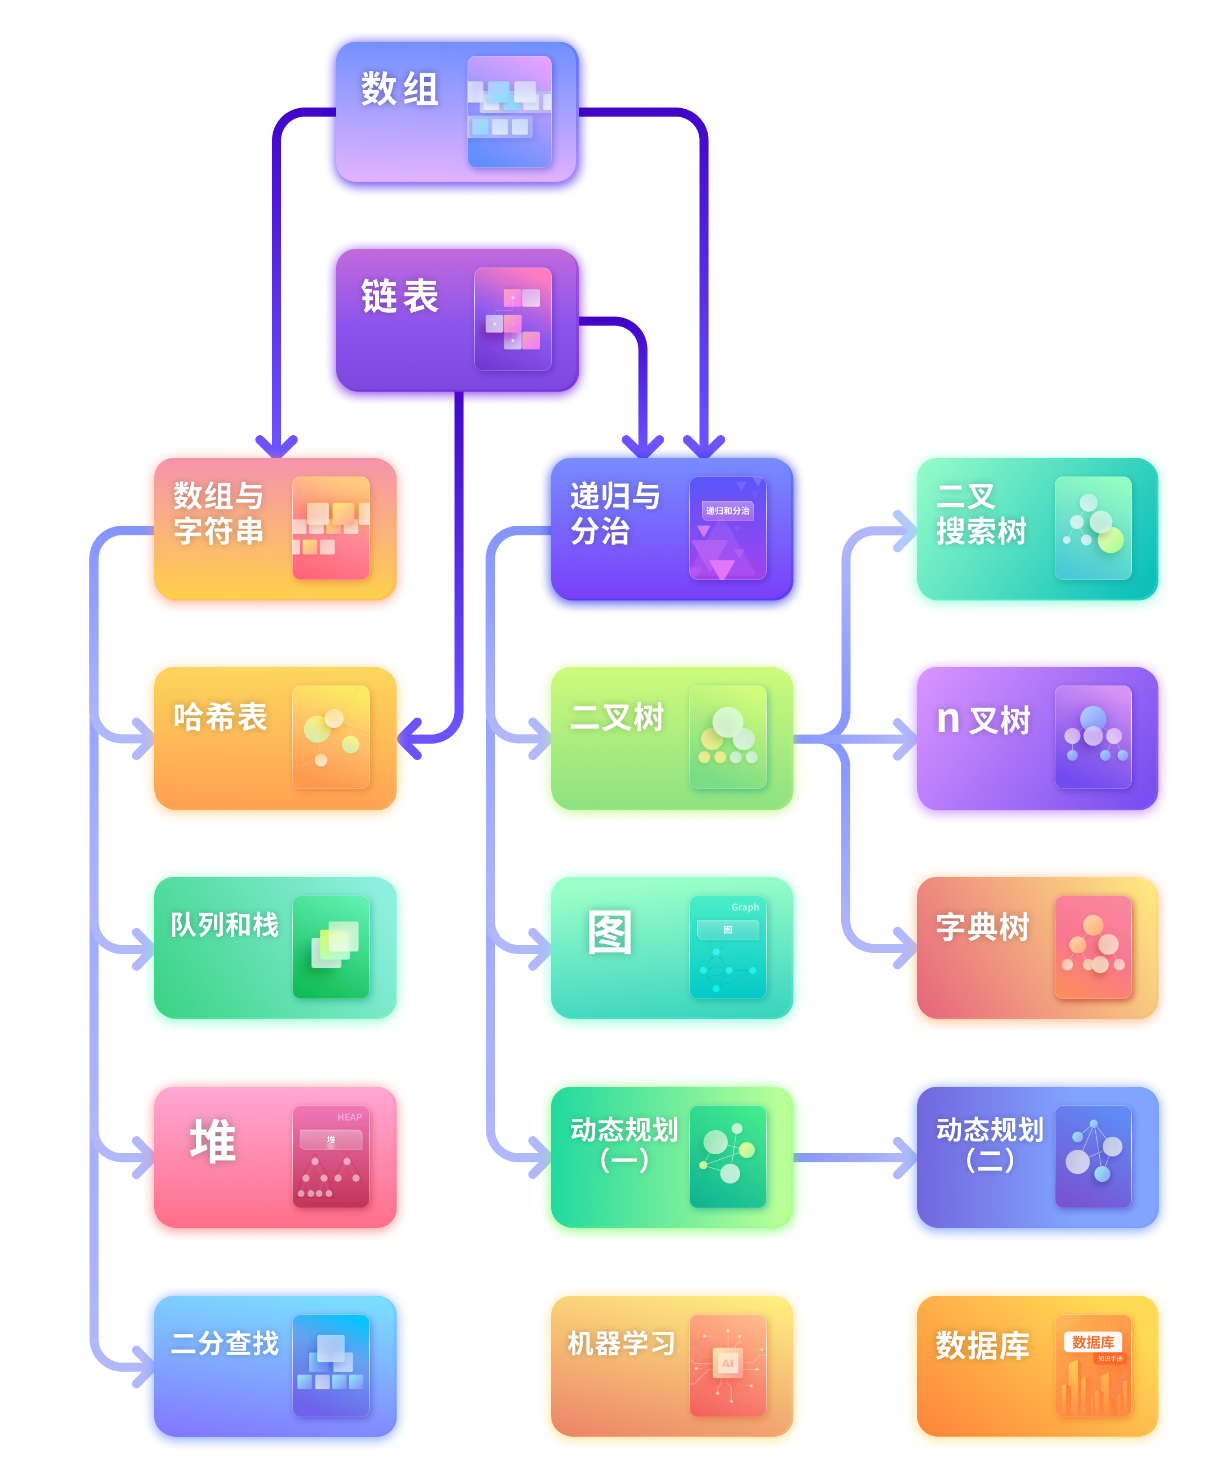 数组
链表
数组与
字符串
递归与
分治
递归和分治
二叉
搜索树
哈希表
二叉树
n 叉树
队列和栈
图
Graph
图
字典树
堆
HEAP
堆
动态规划
（一）
动态规划
（二）
二分查找
机器学习
AI
数据库
数据库
知识手册